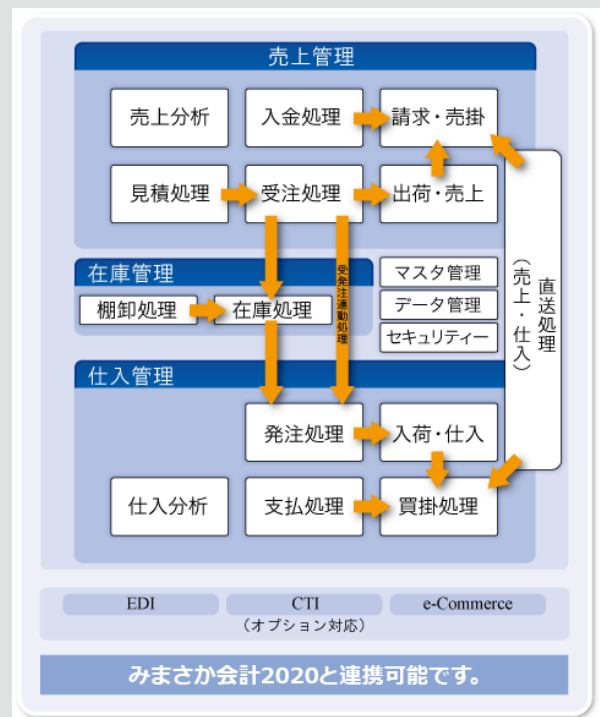 売上管理
売上分析
入金処理
請求・売掛
見積処理
受注処理
出荷・売上
直送処理
(売上・仕入)
受発注連動処理
在庫管理
棚卸処理
在庫処理
マスタ管理
データ管理
セキュリティー
仕入管理
発注処理
入荷・仕入
仕入分析
支払処理
買掛処理
EDI
CTI
e-Commerce
(オプション対応)
みまさか会計2020と連携可能です。